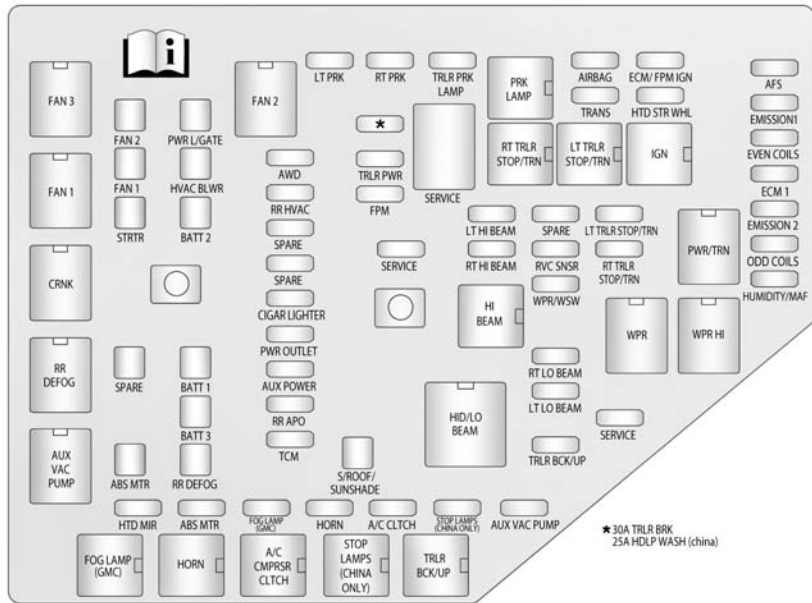 LT PRK
RT PRK
TRLR PRK
LAMP
PRK
LAMP
AIRBAG
ECM/ FPM IGN
AFS
FAN 3
FAN 2
FAN 2
PWR L/GATE
*
TRANS
HTD STR WHL
EMISSION1
RT TRLR
STOP/TRN
LT TRLR
STOP/TRN
IGN
EVEN COILS
FAN 1
FAN 1
HVAC BLWR
AWD
TRLR PWR
SERVICE
ECM 1
RR HVAC
FPM
STRTR
BATT 2
SPARE
LT HI BEAM
SPARE
LT TRLR STOP/TRN
EMISSION 2
PWR/TRN
SERVICE
RT HI BEAM
RVC SNSR
RT TRLR
STOP/TRN
ODD COILS
SPARE
CRNK
WPR/WSW
HUMIDITY/MAF
CIGAR LIGHTER
HI
BEAM
WPR
WPR HI
PWR OUTLET
RR
DEFOG
SPARE
BATT 1
AUX POWER
RT LO BEAM
RR APO
LT LO BEAM
BATT 3
HID/LO
BEAM
SERVICE
AUX
VAC
PUMP
TCM
TRLR BCK/UP
ABS MTR
RR DEFOG
S/ROOF/
SUNSHADE
HTD MIR
ABS MTR
FOG LAMP
(GMC)
HORN
A/C CLTCH
STOP LAMPS
(CHINA ONLY)
AUX VAC PUMP
* 30A TRLR BRK
25A HDLP WASH (china)
FOG LAMP
(GMC)
HORN
A/C
CMPRSR
CLTCH
STOP
LAMPS
(CHINA
ONLY)
TRLR
BCK/UP